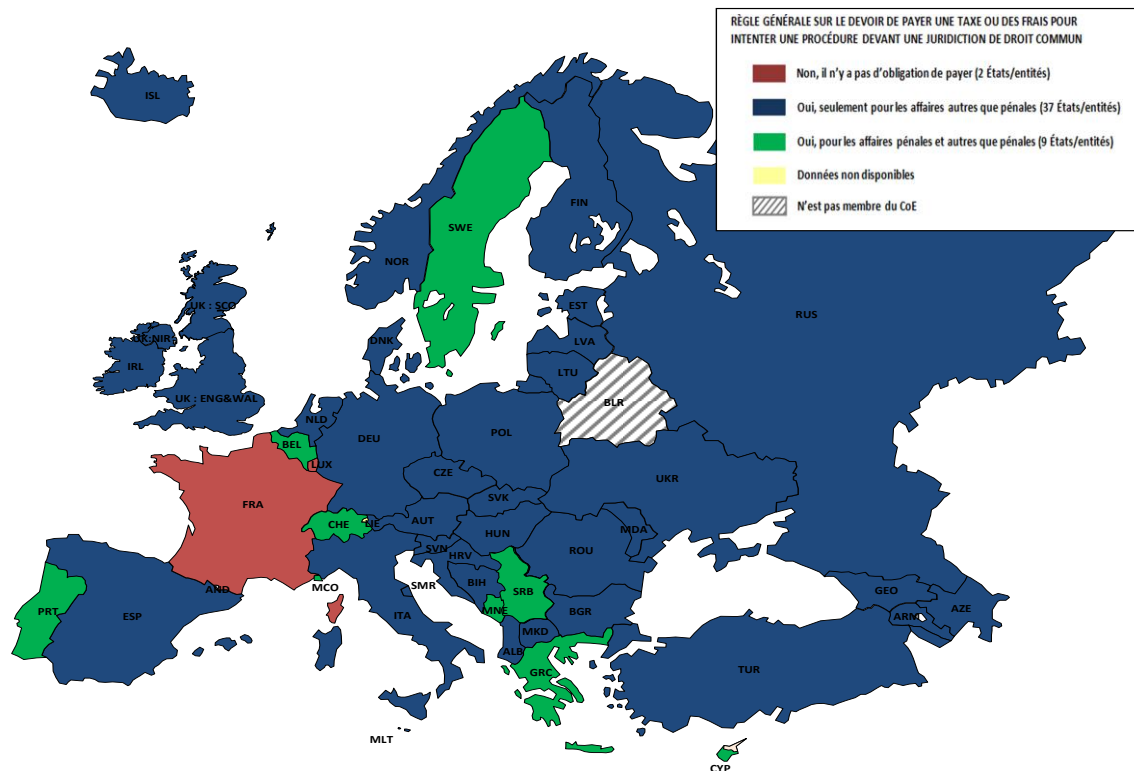 RÈGLE GÉNÉRALE SUR LE DEVOIR DE PAYER UNE TAXE OU DES FRAIS POUR
INTENTER UNE PROCÉDURE DEVANT UNE JURIDICTION DE DROIT COMMUN
Non, il n'y a pas d'obligation de payer (2 États/entités)
Oui, seulement pour les affaires autres que pénales (37 États/entités)
Oui, pour les affaires pénales et autres que pénales (9 États/entités)
Données non disponibles
N'est pas membre du CoE
ISL
FIN
SWE
NOR
UK : SCO
EST
RUS
UK:NIR
DNK
LVA
IRL
LTU
UK : ENG&WAL
BLR
NLD
POL
DEU
BEL
LUX
CZE
UKR
FRA
SVK
CHE
LIE
AUT
MDA
HUN
ROU
SVN
HRV
AND
MCO
SMR
BIH
SRB
GEO
PRT
ESP
ITA
MNE
BGR
ARM
AZE
MKD
ALB
GRC
TUR
MLT
CYP